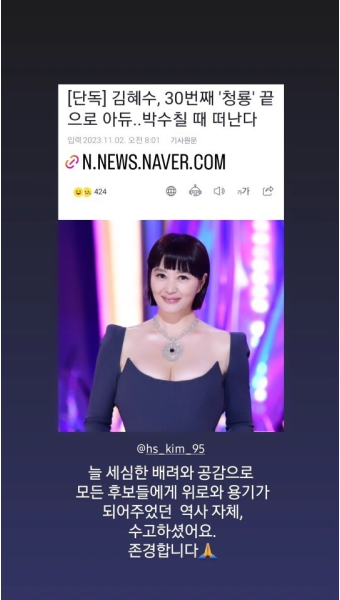 [단독] 김혜수, 30번째 '청룡' 끝
으로 아듀..박수칠 때 떠난다
입력 2023.11.02. 오전 8:01 기사원문
N.NEWS.NAVER.COM
424 가가
@hs_kim_95
늘 세심한 배려와 공감으로
모든 후보들에게 위로와 용기가
되어주었던 역사 자체,
수고하셨어요.
존경합니다🙏